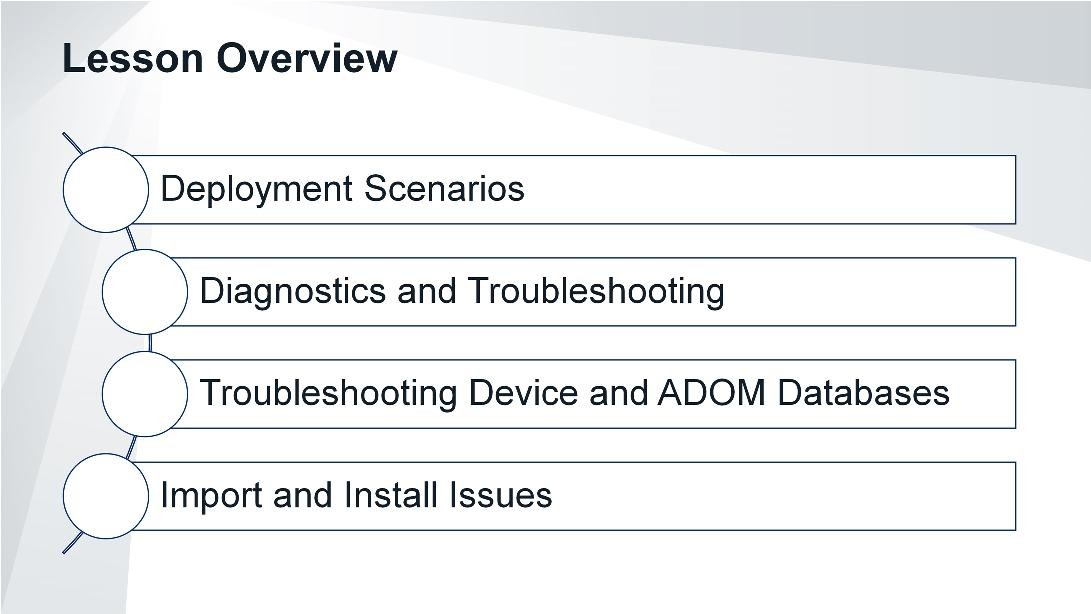 Lesson Overview
Deployment Scenarios
Diagnostics and Troubleshooting
Troubleshooting Device and ADOM Databases
Import and Install Issues